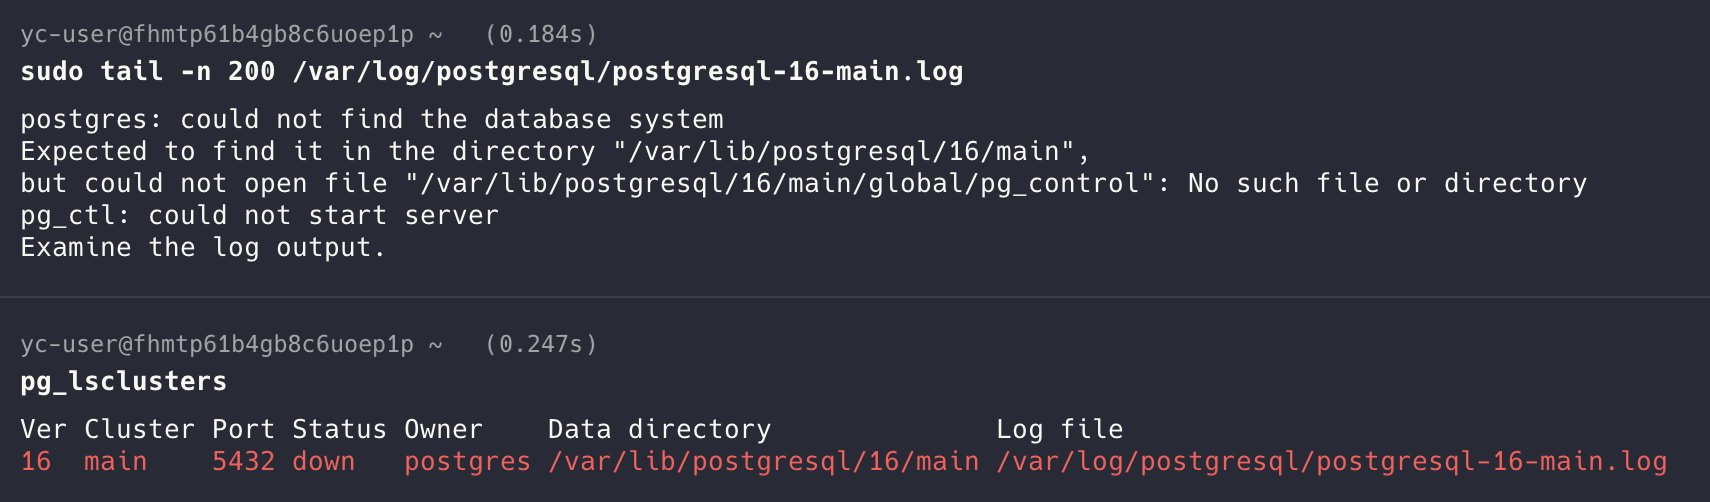 yc-user@fhmtp61b4gb8c6uoep1p ~ (0.184s)
sudo tail -n 200 /var/log/postgresql/postgresql-16-main.log
postgres: could not find the database system
Expected to find it in the directory "/var/lib/postgresql/16/main",
but could not open file "/var/lib/postgresql/16/main/global/pg_control": No such file or directory
pg_ctl: could not start server
Examine the log output.
yc-user@fhmtp61b4gb8c6uoep1p ~ (0.247s)
pg_lsclusters
Ver Cluster Port Status Owner    Data directory              Log file
16  main    5432 down   postgres /var/lib/postgresql/16/main /var/log/postgresql/postgresql-16-main.log